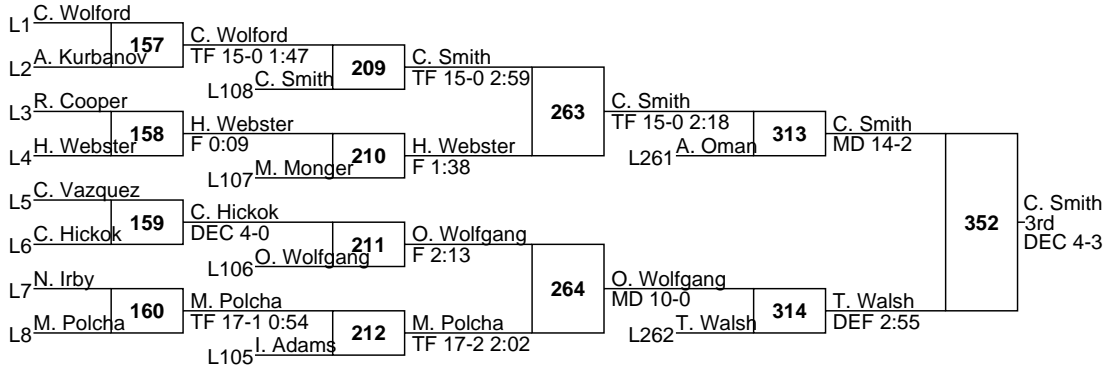 L1 C. Wolford
157
L2 A. Kurbanov
C. Wolford
TF 15-0 1:47
209
L108 C. Smith
C. Smith
TF 15-0 2:59
L3 R. Cooper
158
L4 H. Webster
H. Webster
F 0:09
210
L107 M. Monger
H. Webster
F 1:38
263
C. Smith
TF 15-0 2:18
313
L261 A. Oman
C. Smith
MD 14-2
L5 C. Vazquez
159
L6 C. Hickok
C. Hickok
DEC 4-0
211
L106 O. Wolfgang
O. Wolfgang
F 2:13
L7 N. Irby
160
L8 M. Polcha
M. Polcha
TF 17-1 0:54
212
L105 I. Adams
M. Polcha
TF 17-2 2:02
264
O. Wolfgang
MD 10-0
314
L262 T. Walsh
T. Walsh
DEF 2:55
352
C. Smith
3rd
DEC 4-3